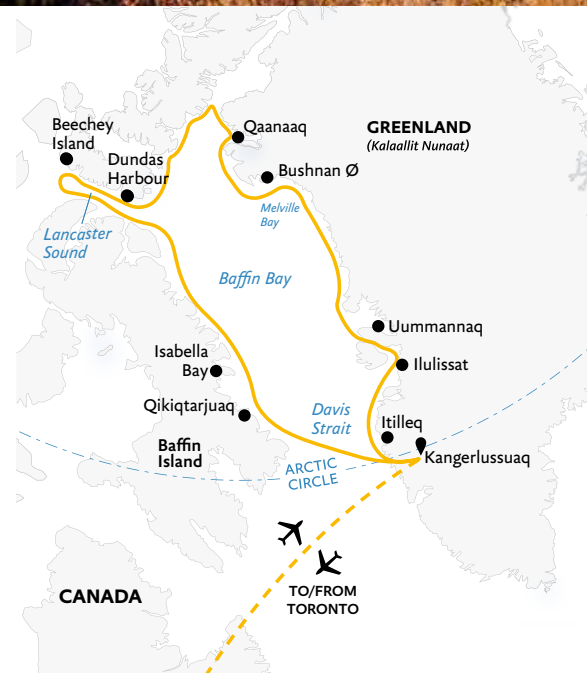 Beechey
Island
Dundas
Harbour
Qaanaaq
GREENLAND
(Kalaallit Nunaat)
Bushnan Ø
Melville
Bay
Lancaster
Sound
Baffin Bay
Uummannaq
Isabella
Bay
Ilulissat
Qikiqtarjuaq
Davis
Strait
Itilleq
Baffin
Island
Kangerlussuaq
ARCTIC
CIRCLE
CANADA
TO/FROM
TORONTO